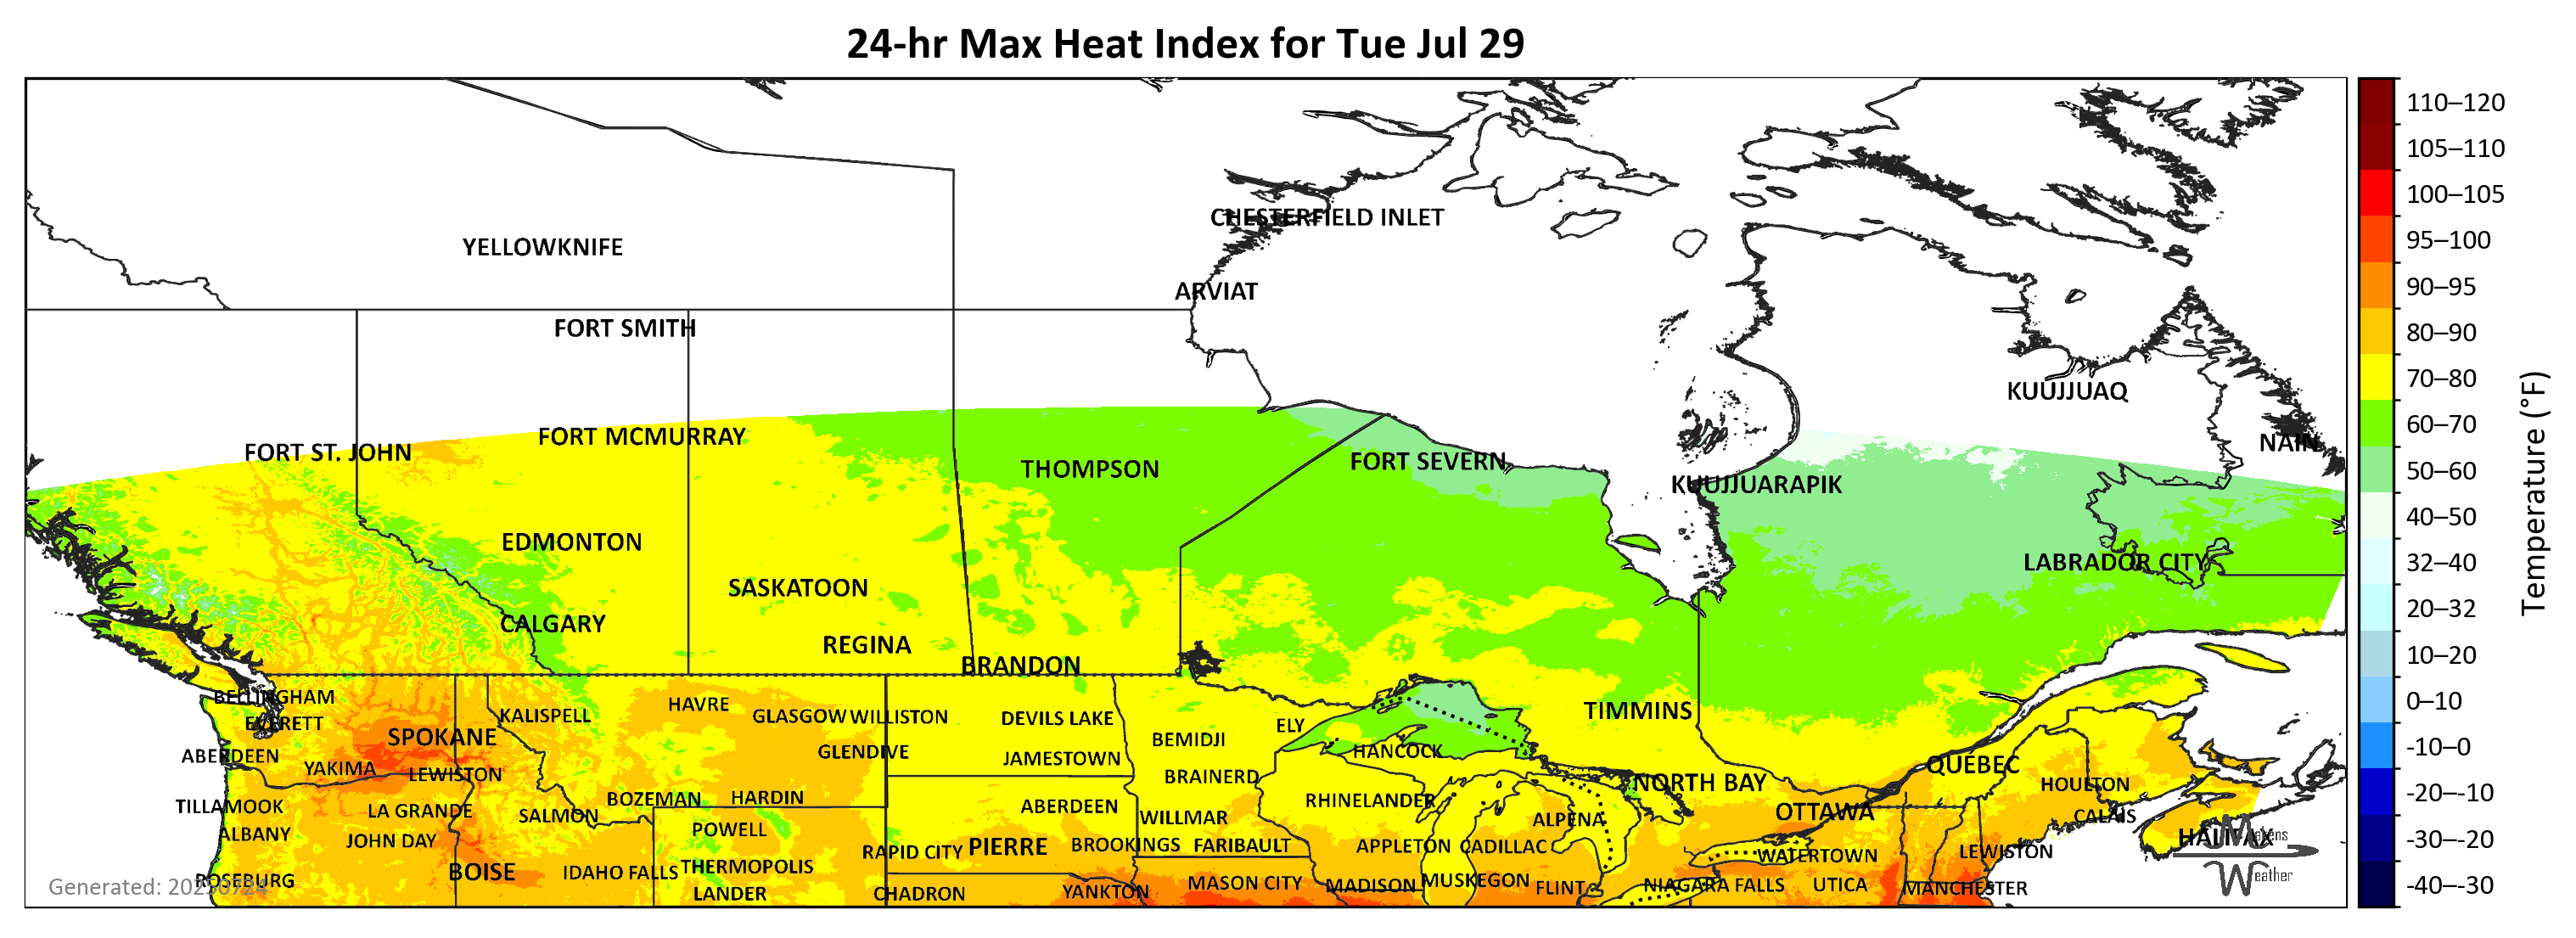 24-hr Max Heat Index for Tue Jul 29
110–120
105–110
100–105
95–100
90–95
80–90
70–80
60–70
50–60
40–50
32–40
20–32
10–20
0–10
-10–0
-20–-10
-30–-20
-40–-30
Temperature (°F)
CHESTERFIELD INLET
YELLOWKNIFE
ARVIAT
FORT SMITH
KUUJJUAQ
FORT MCMURRAY
NAIN
FORT ST. JOHN
FORT SEVERN
THOMPSON
KUUJJUARAPIK
EDMONTON
LABRADOR CITY
SASKATOON
CALGARY
REGINA
BRANDON
BELLINGHAM
HAVRE
TIMMINS
KALISPELL
GLASGOW
WILLISTON
DEVILS LAKE
EVERETT
ELY
SPOKANE
BEMIDJI
ABERDEEN
GLENDIVE
JAMESTOWN
HANCOCK
QUÉBEC
YAKIMA
LEWISTON
BRAINERD
NORTH BAY
HOULTON
BOZEMAN
HARDIN
RHINELANDER
TILLAMOOK
LA GRANDE
SALMON
ABERDEEN
WILLMAR
ALPENA
OTTAWA
CALAIS
ALBANY
JOHN DAY
POWELL
HALIFAX
Makens
Weather
RAPID CITY
PIERRE
BROOKINGS
FARIBAULT
APPLETON
CADILLAC
WATERTOWN
LEWISTON
BOISE
IDAHO FALLS
THERMOPOLIS
ROSEBURG
Generated: 20250724
LANDER
CHADRON
YANKTON
MASON CITY
MADISON
MUSKEGON
FLINT
NIAGARA FALLS
UTICA
MANCHESTER